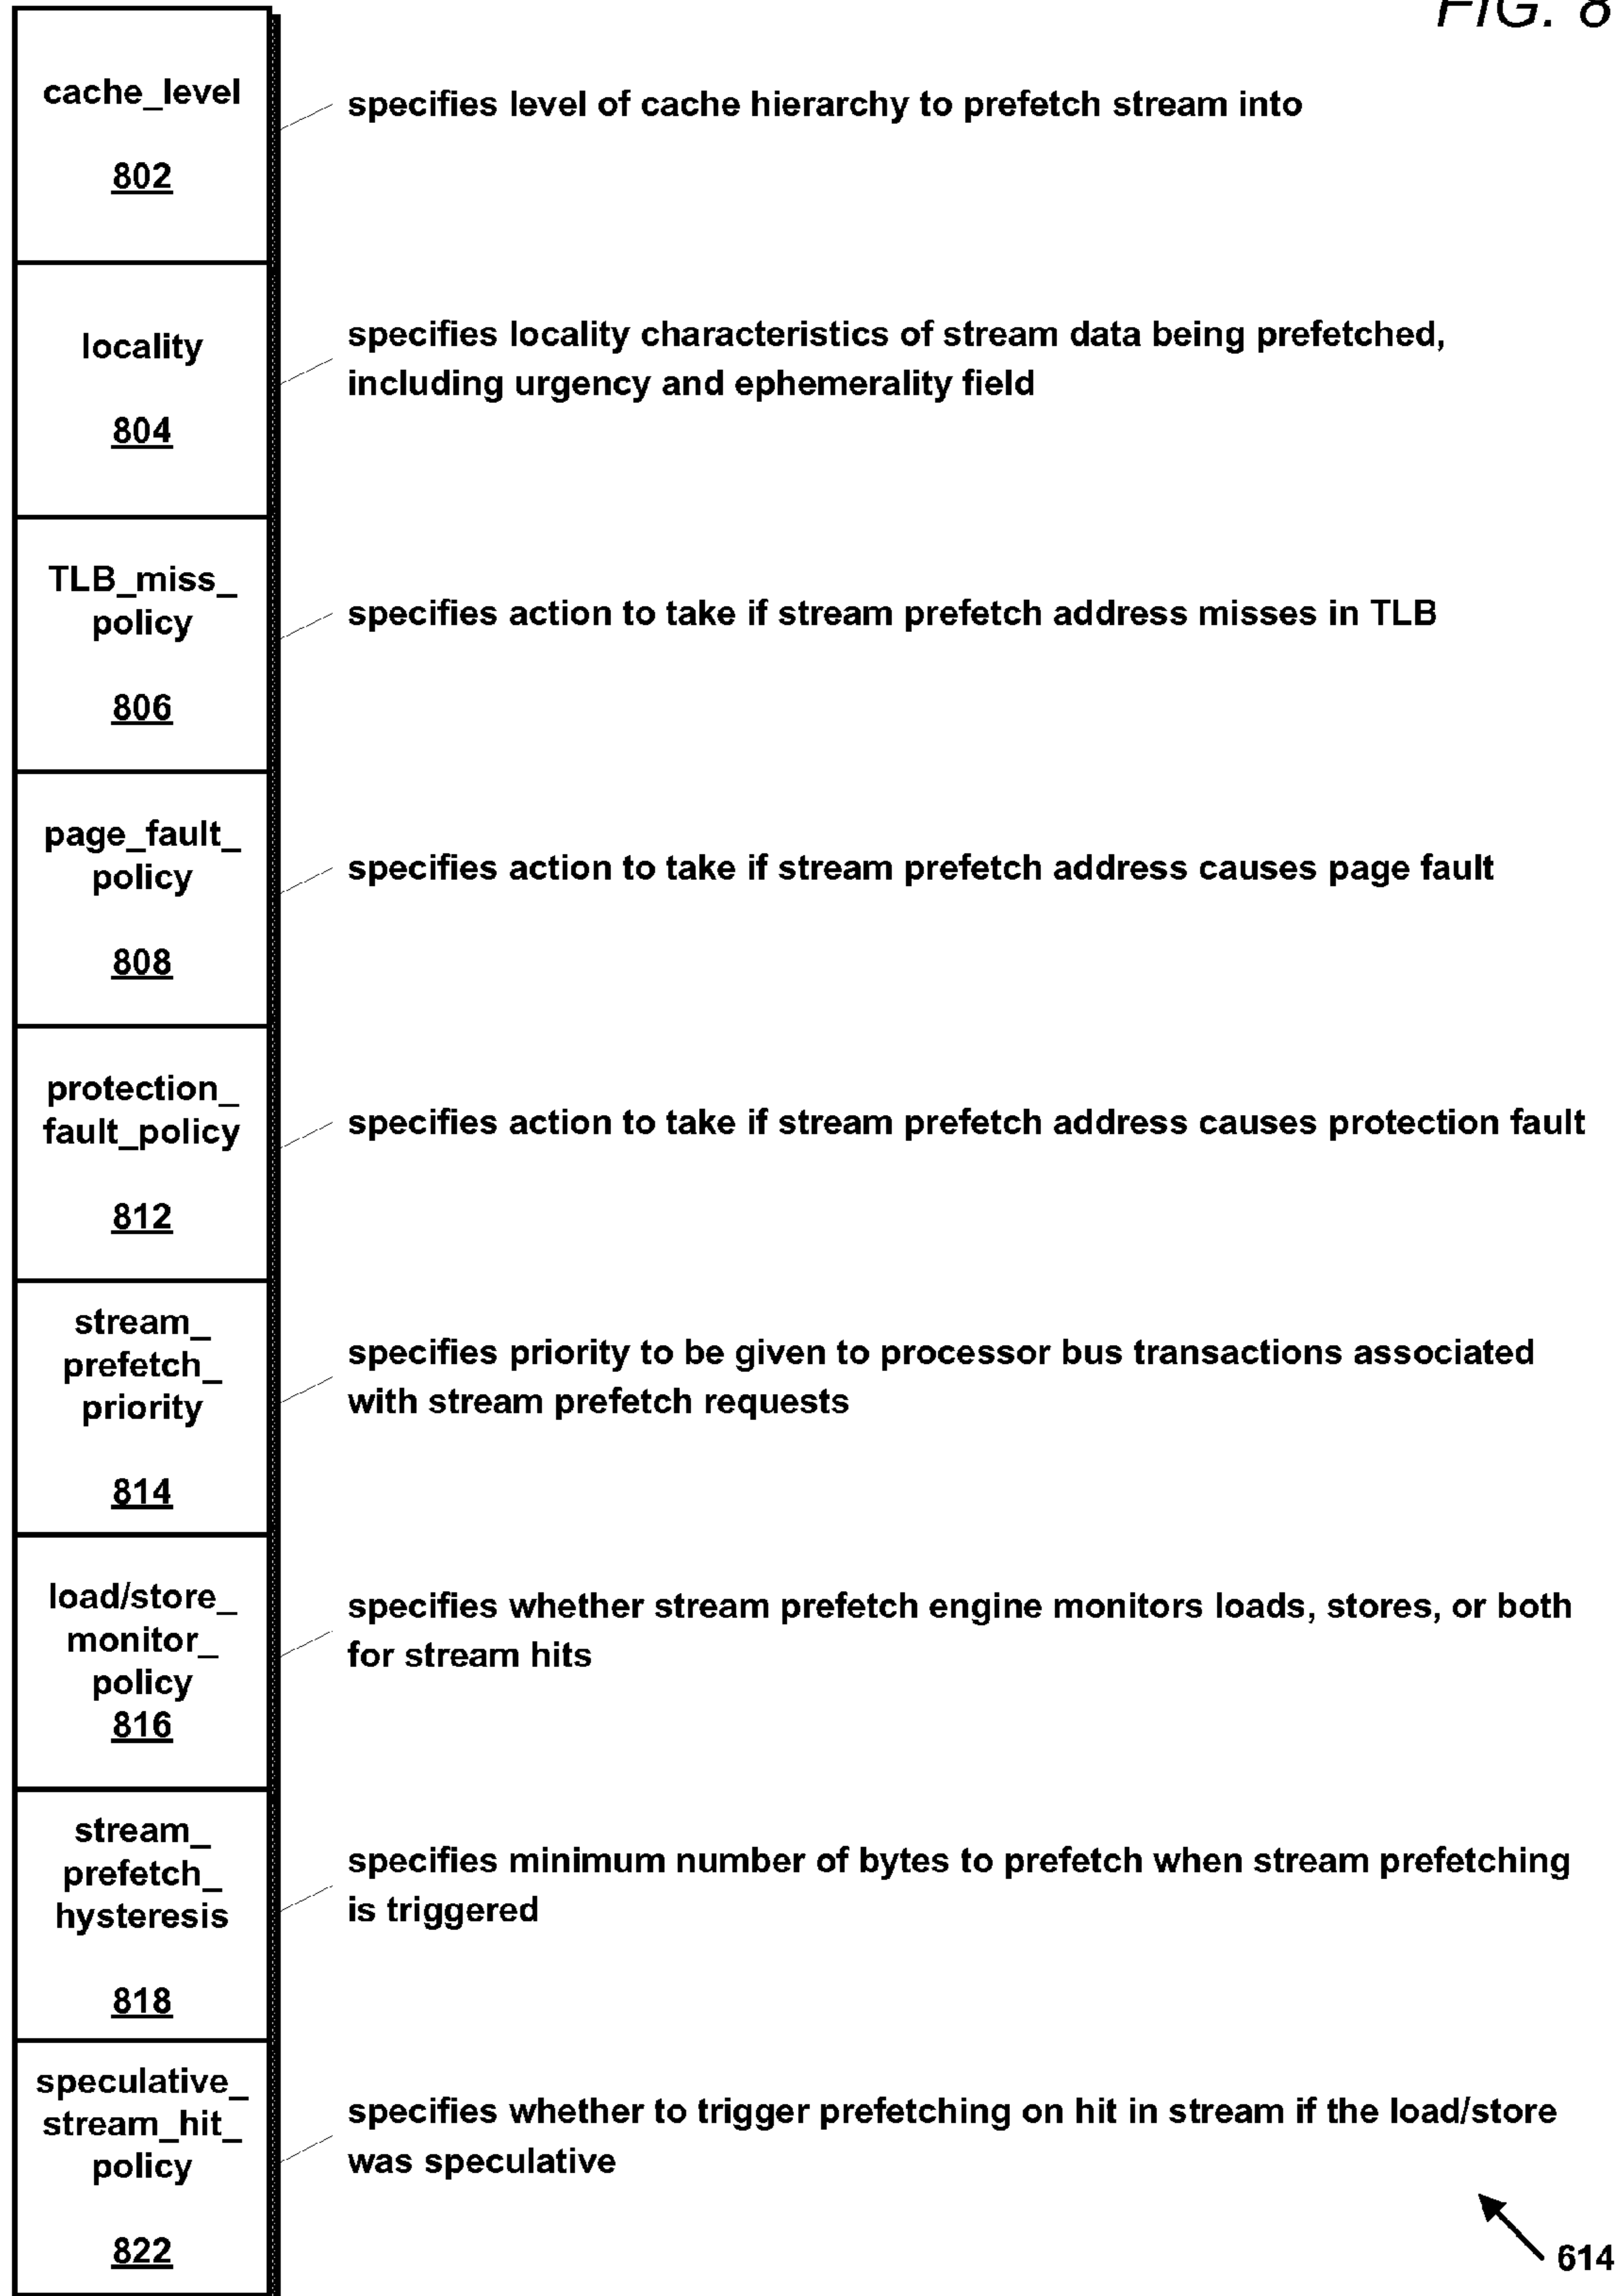 FIG. 8
cache_level
802
specifies level of cache hierarchy to prefetch stream into
locality
804
specifies locality characteristics of stream data being prefetched,
including urgency and ephemerality field
TLB_miss_
policy
806
specifies action to take if stream prefetch address misses in TLB
page_fault_
policy
808
specifies action to take if stream prefetch address causes page fault
protection_
fault_policy
812
specifies action to take if stream prefetch address causes protection fault
stream_
prefetch_
priority
814
specifies priority to be given to processor bus transactions associated
with stream prefetch requests
load/store_
monitor_
policy
816
specifies whether stream prefetch engine monitors loads, stores, or both
for stream hits
stream_
prefetch_
hysteresis
818
specifies minimum number of bytes to prefetch when stream prefetching
is triggered
speculative_
stream_hit_
policy
822
specifies whether to trigger prefetching on hit in stream if the load/store
was speculative
614